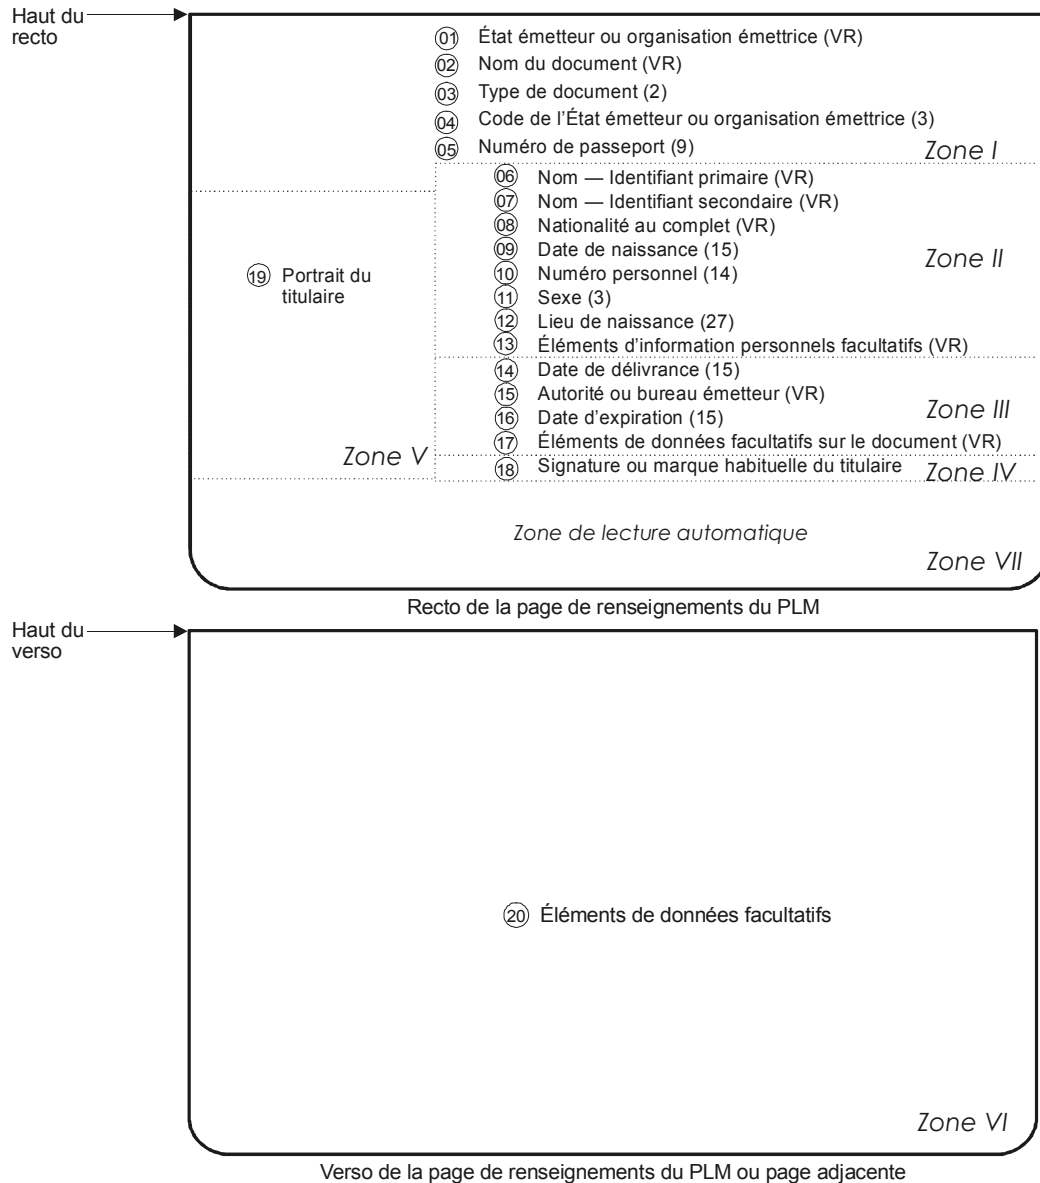 Haut du
recto
01 État émetteur ou organisation émettrice (VR)
02 Nom du document (VR)
03 Type de document (2)
04 Code de l'État émetteur ou organisation émettrice (3)
05 Numéro de passeport (9)
Zone I
06 Nom — Identifiant primaire (VR)
07 Nom — Identifiant secondaire (VR)
08 Nationalité au complet (VR)
09 Date de naissance (15)
10 Numéro personnel (14)
11 Sexe (3)
12 Lieu de naissance (27)
13 Éléments d'information personnels facultatifs (VR)
Zone II
14 Date de délivrance (15)
15 Autorité ou bureau émetteur (VR)
16 Date d'expiration (15)
17 Éléments de données facultatifs sur le document (VR)
Zone III
18 Signature ou marque habituelle du titulaire
Zone IV
19 Portrait du
titulaire
Zone V
Zone de lecture automatique
Zone VII
Recto de la page de renseignements du PLM
Haut du
verso
20 Éléments de données facultatifs
Zone VI
Verso de la page de renseignements du PLM ou page adjacente